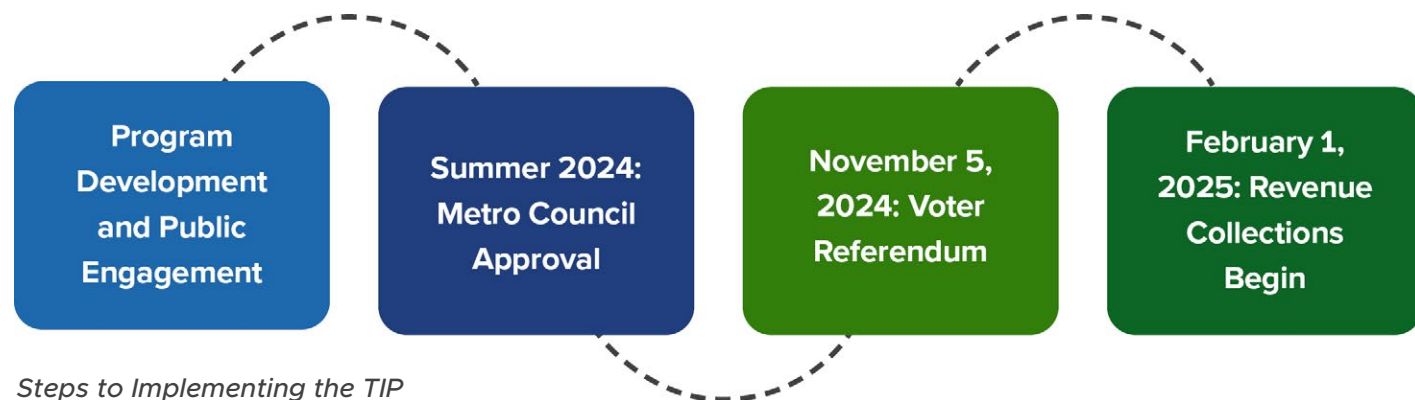 Program
Development
and Public
Engagement
Summer 2024:
Metro Council
Approval
November 5,
2024: Voter
Referendum
February 1,
2025: Revenue
Collections
Begin
Steps to Implementing the TIP